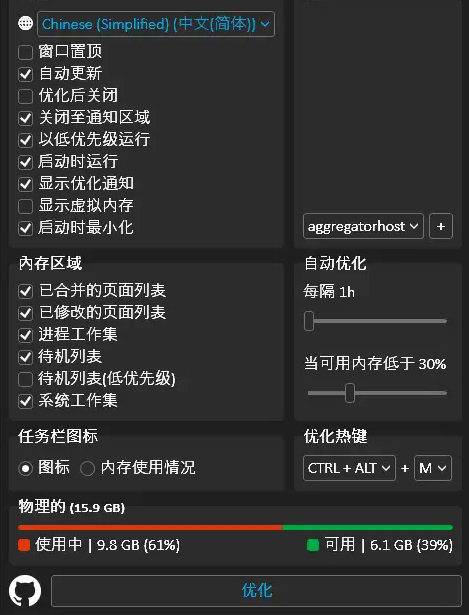 Chinese (Simplified) (中文(简体))
窗口置顶
自动更新
优化后关闭
关闭至通知区域
以低优先级运行
启动时运行
显示优化通知
显示虚拟内存
启动时最小化
aggregatorhost +
内存区域
已合并的页面列表
已修改的页面列表
进程工作集
待机列表
待机列表(低优先级)
系统工作集
自动优化
每隔 1h
当可用内存低于 30%
任务栏图标
图标 内存使用情况
优化热键
CTRL + ALT + M
物理的 (15.9 GB)
使用中 | 9.8 GB (61%) 可用 | 6.1 GB (39%)
优化